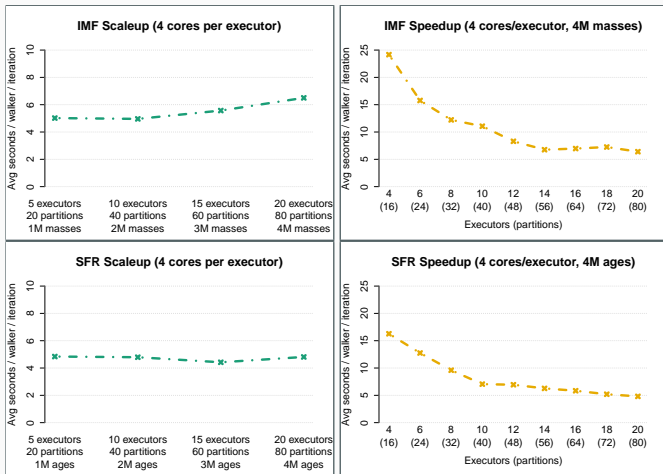 IMF Scaleup (4 cores per executor)
Avg seconds / walker / iteration
10
8
6
4
2
0
5 executors 10 executors 15 executors 20 executors
20 partitions 40 partitions 60 partitions 80 partitions
1M masses 2M masses 3M masses 4M masses
IMF Speedup (4 cores/executor, 4M masses)
Avg seconds / walker / iteration
25
20
15
10
5
0
4 6 8 10 12 14 16 18 20
(16) (24) (32) (40) (48) (56) (64) (72) (80)
Executors (partitions)
SFR Scaleup (4 cores per executor)
Avg seconds / walker / iteration
10
8
6
4
2
0
5 executors 10 executors 15 executors 20 executors
20 partitions 40 partitions 60 partitions 80 partitions
1M ages 2M ages 3M ages 4M ages
SFR Speedup (4 cores/executor, 4M ages)
Avg seconds / walker / iteration
25
20
15
10
5
0
4 6 8 10 12 14 16 18 20
(16) (24) (32) (40) (48) (56) (64) (72) (80)
Executors (partitions)